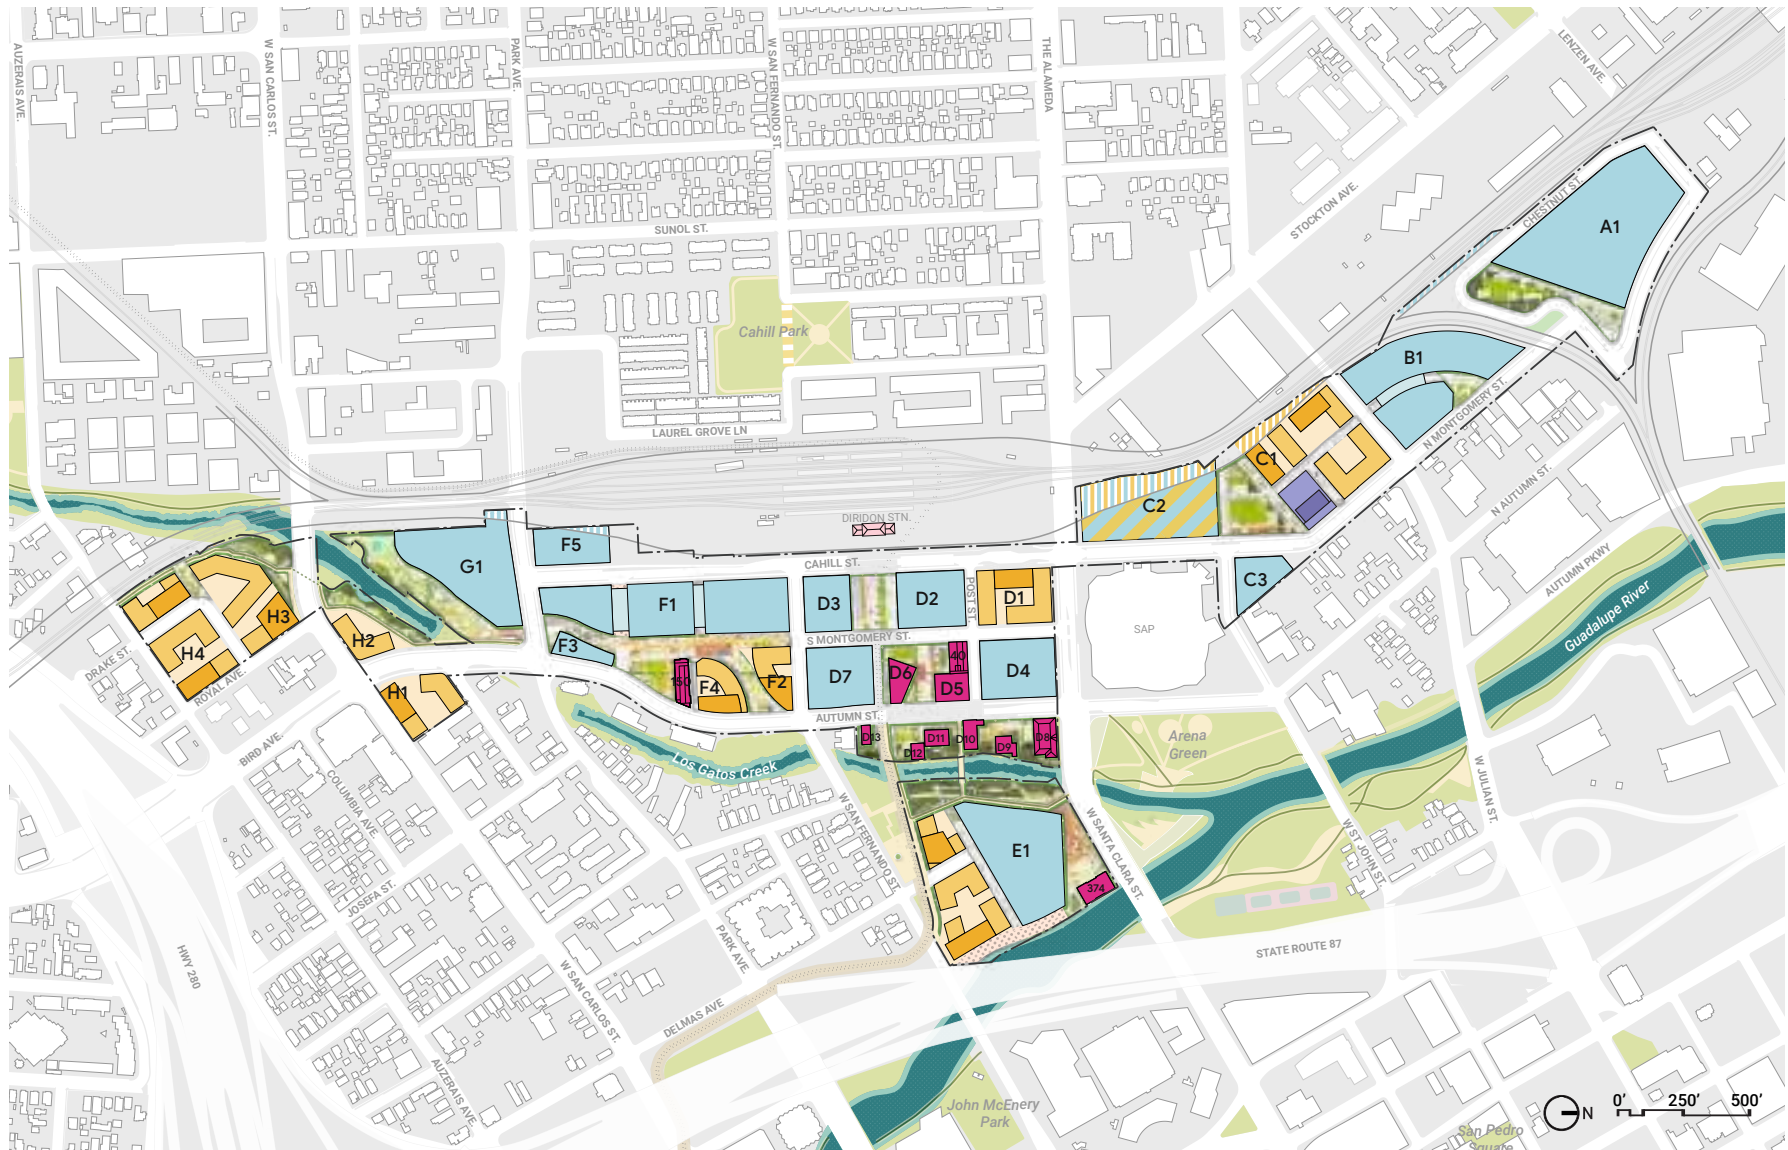 AUZERAIS AVE.
W SAN CARLOS ST.
PARK AVE.
W SAN FERNANDO ST.
THE ALAMEDA
LENZEN AVE.
STOCKTON AVE.
CHESTNUT ST.
A1
SUNOL ST.
Cahill Park
LAUREL GROVE LN
B1
N MONTGOMERY ST.
C1
N AUTUMN ST.
C2
DIRIDON STN.
CAHILL ST.
AUTUMN PKWY
Guadalupe River
G1
F5
C3
F1
D3
D2
POST ST.
D1
SAP
H3
H2
H4
DRAKE ST.
ROYAL AVE.
H1
F3
S MONTGOMERY ST.
150
F4
F2
D7
D6
40
D5
D4
AUTUMN ST.
D13
D12
D11
D10
D9
D8
Arena
Green
BIRD AVE.
COLUMBIA AVE.
Los Gatos Creek
W SAN FERNANDO ST.
E1
374
W SANTA CLARA ST.
W ST JOHN ST.
W JULIAN ST.
JOSEFA ST.
HWY 280
PARK AVE.
W SAN CARLOS ST.
DELMAS AVE
STATE ROUTE 87
AUZERAIS AVE.
John McEnery
Park
N
0' 250' 500'
San Pedro
Square